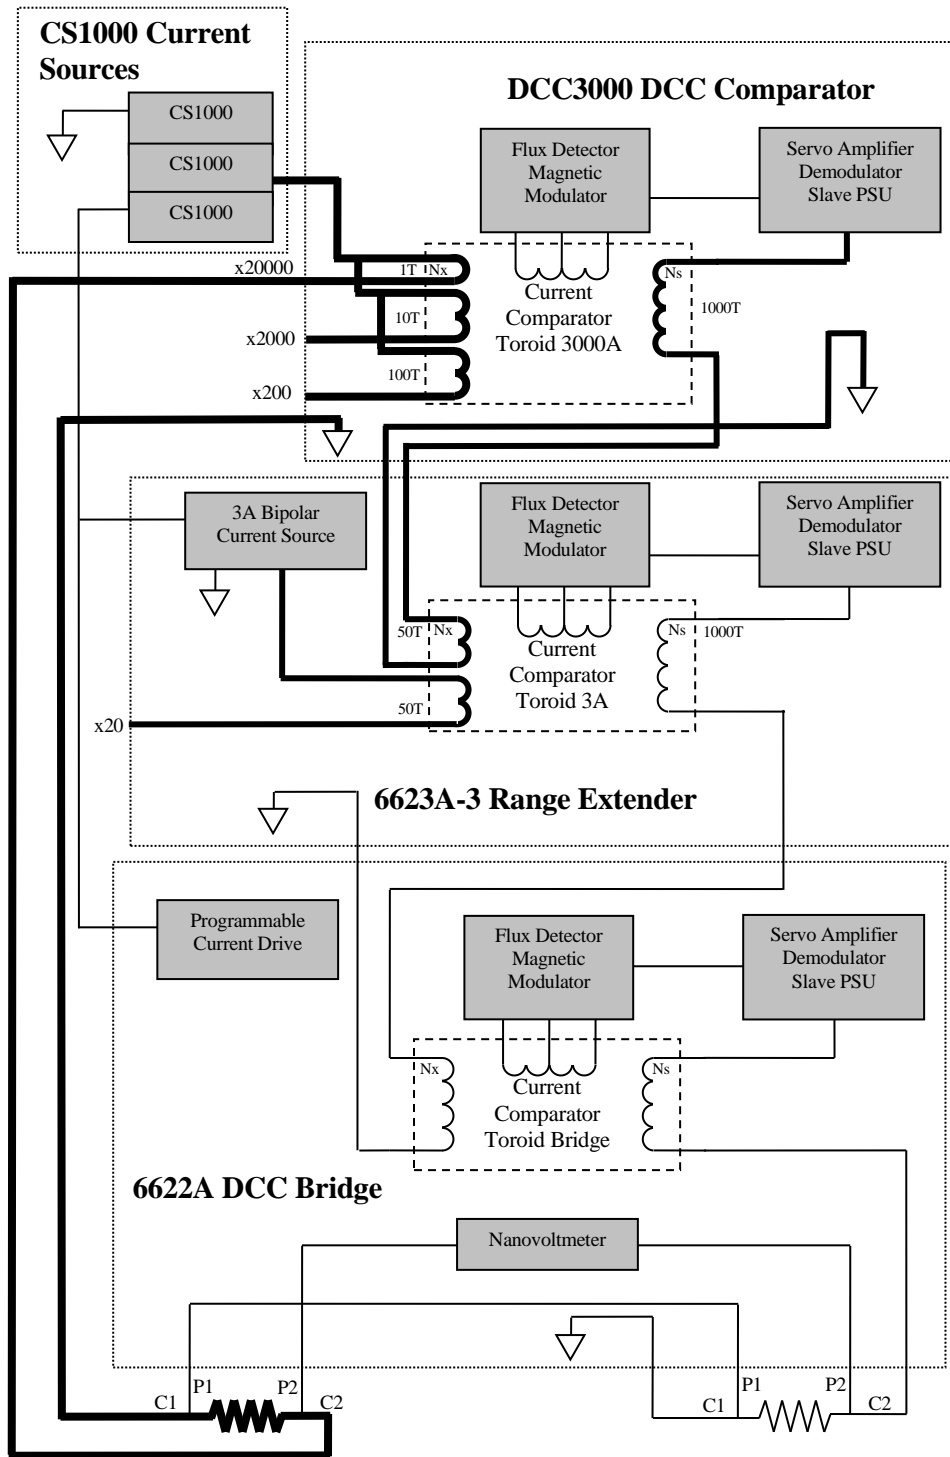 CS1000 Current
Sources
CS1000
CS1000
CS1000
DCC3000 DCC Comparator
Flux Detector
Magnetic
Modulator
Servo Amplifier
Demodulator
Slave PSU
x20000
1T
Nx
10T
x2000
100T
x200
Current
Comparator
Toroid 3000A
Ns
1000T
3A Bipolar
Current Source
Flux Detector
Magnetic
Modulator
Servo Amplifier
Demodulator
Slave PSU
50T
Nx
50T
x20
Current
Comparator
Toroid 3A
Ns
1000T
6623A-3 Range Extender
Programmable
Current Drive
Flux Detector
Magnetic
Modulator
Servo Amplifier
Demodulator
Slave PSU
Nx
Current
Comparator
Toroid Bridge
Ns
6622A DCC Bridge
Nanovoltmeter
C1
P1
P2
C2
C1
P1
P2
C2